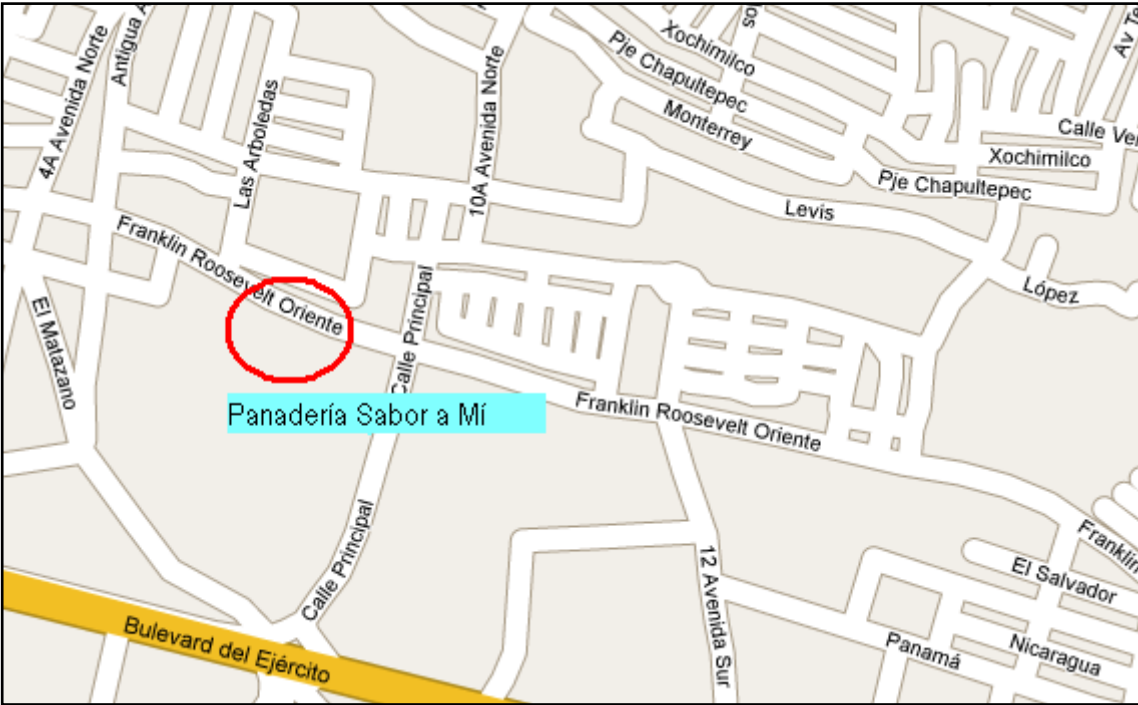 4A Avenida Norte
Antigua A
Las Arboledas
10A Avenida Norte
Xochimilco
Pje Chapultepec
Monterrey
Av Te
Calle Ve
Xochimilco
Pje Chapultepec
Levis
López
Franklin Roosevelt Oriente
El Matazano
Calle Principal
Panadería Sabor a Mí
Franklin Roosevelt Oriente
Calle Principal
12 Avenida Sur
Franklin
El Salvador
Nicaragua
Panamá
Bulevard del Ejército